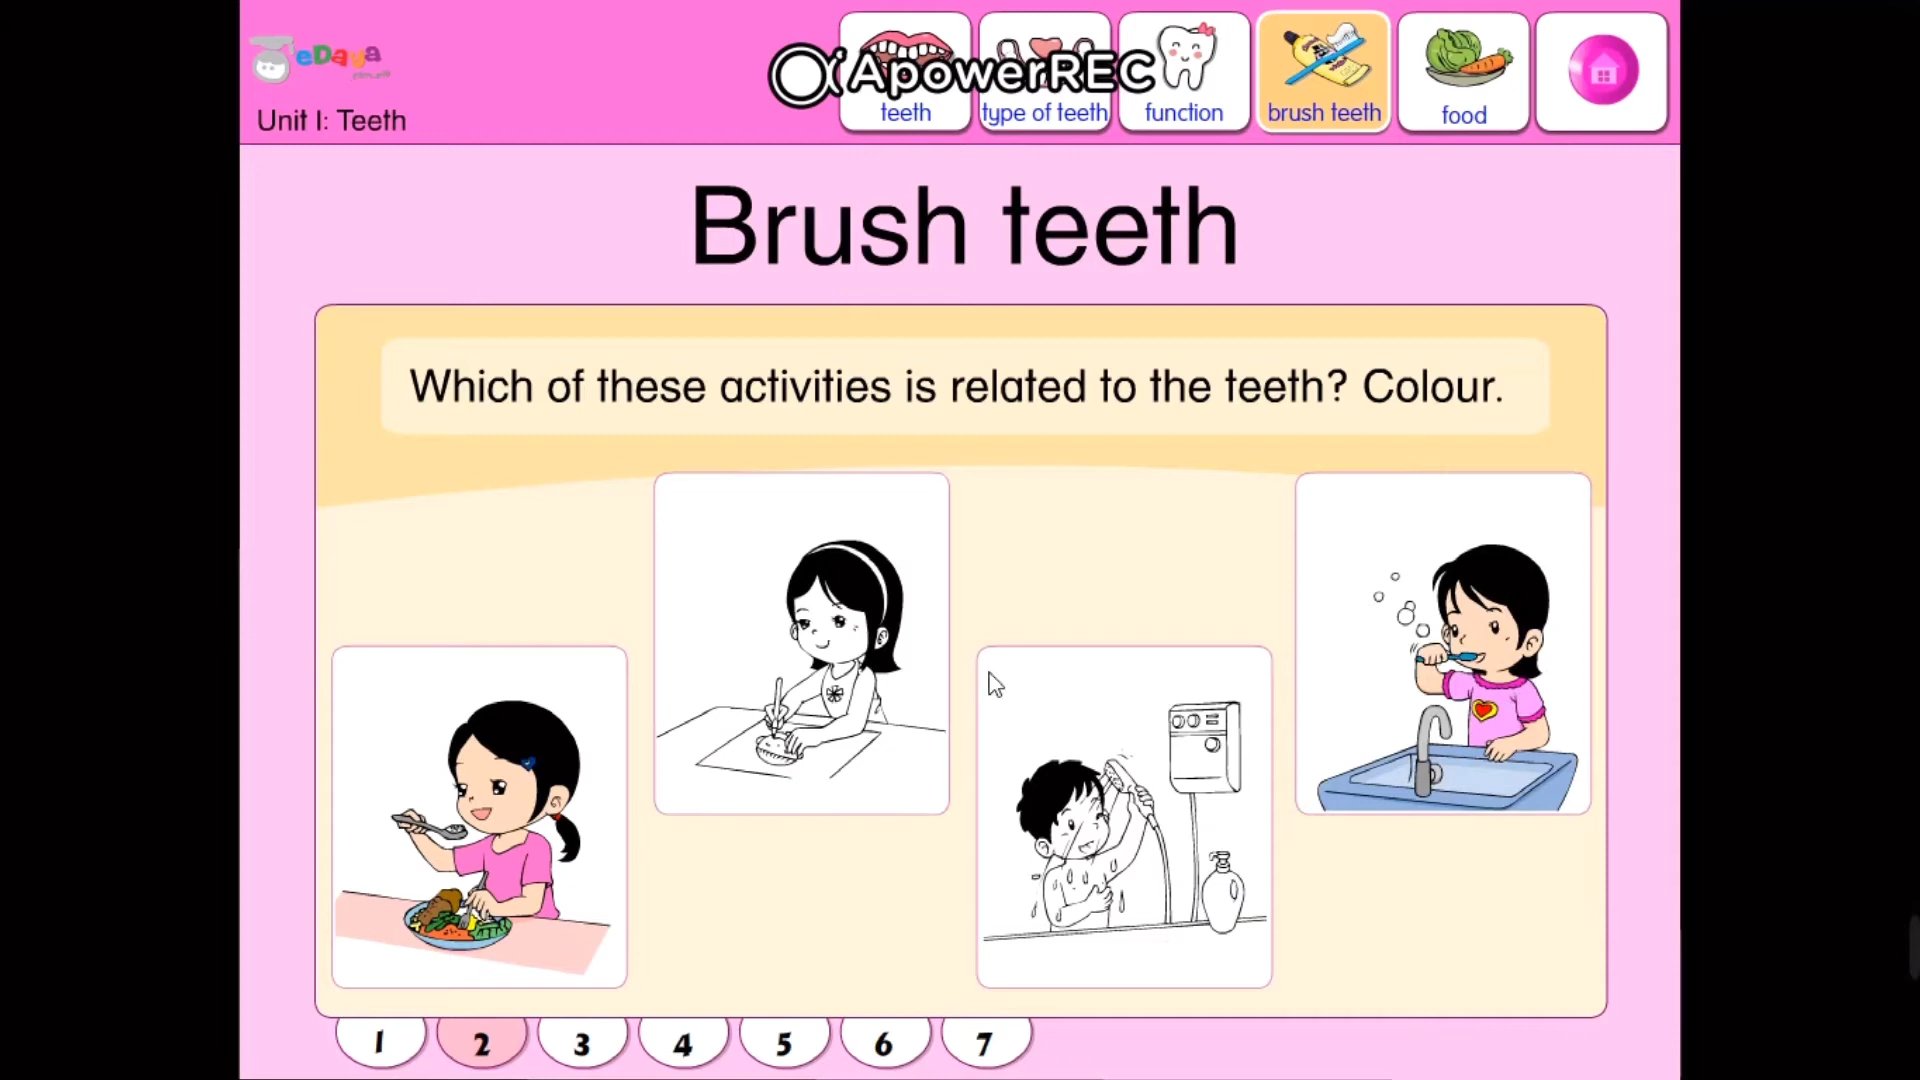 eDaya
ApowerREC
teeth
type of teeth
function
brush teeth
food
Unit 1: Teeth
Brush teeth
Which of these activities is related to the teeth? Colour.
1
2
3
4
5
6
7